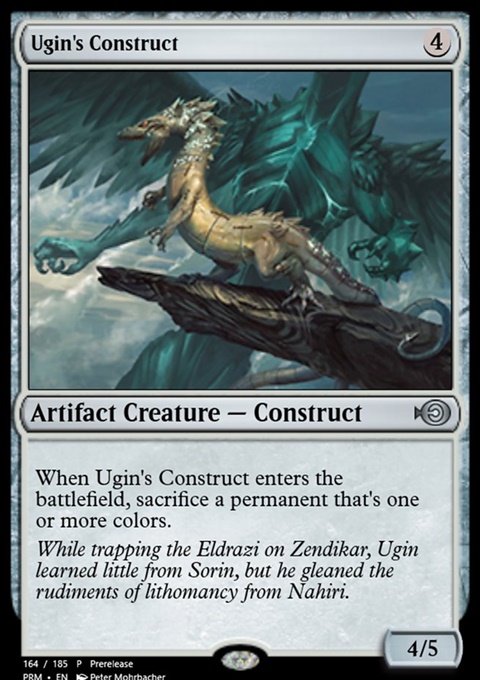 Ugin's Construct
4
Artifact Creature — Construct
When Ugin's Construct enters the
battlefield, sacrifice a permanent that's one
or more colors.
While trapping the Eldrazi on Zendikar, Ugin
learned little from Sorin, but he gleaned the
rudiments of lithomancy from Nahiri.
4/5
164 / 185 P Prerelease
PRM • EN Peter Mohrbacher